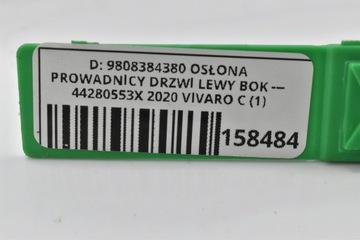 D: 9808384380 OSŁONA
PROWADNICY DRZWI LEWY BOK ---
44280553X 2020 VIVARO C (1)
158484